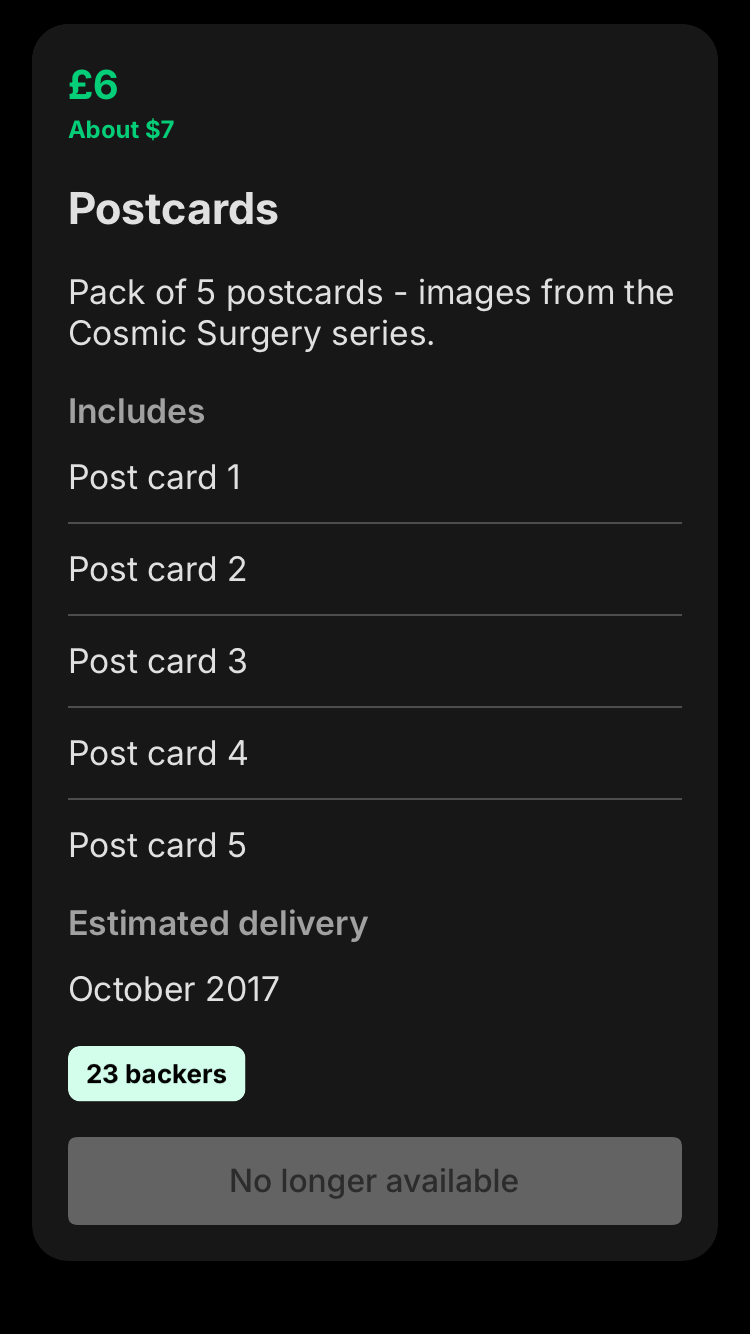 £6
About $7
Postcards
Pack of 5 postcards - images from the
Cosmic Surgery series.
Includes
Post card 1
Post card 2
Post card 3
Post card 4
Post card 5
Estimated delivery
October 2017
23 backers
No longer available